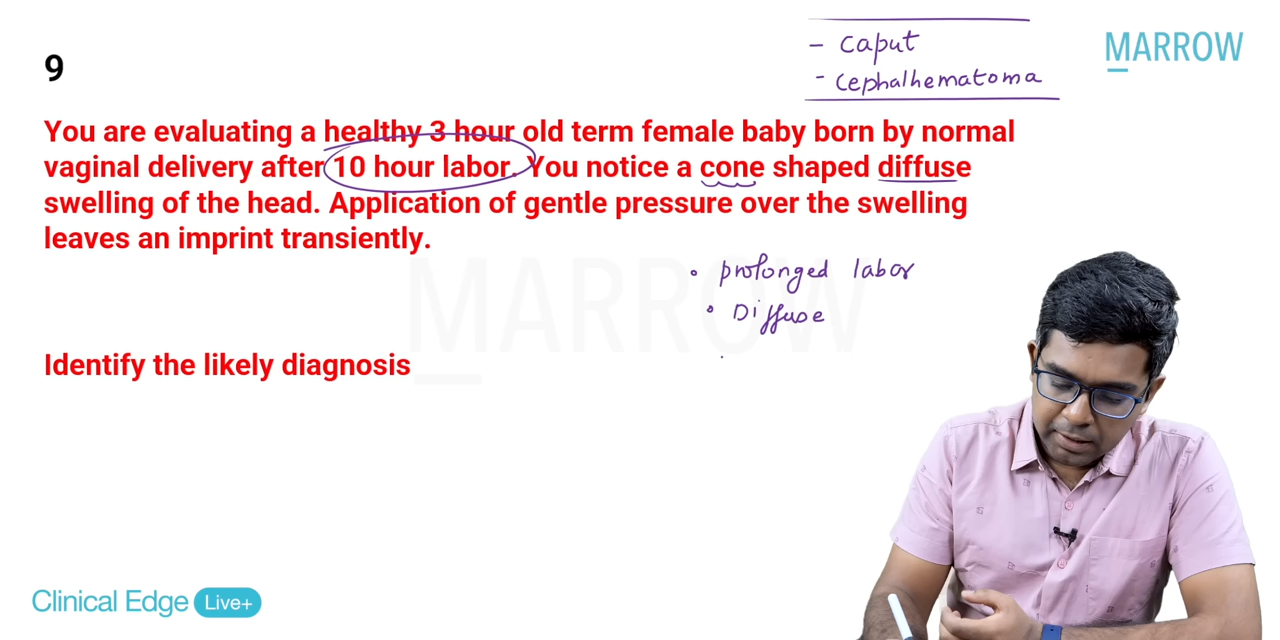 - caput
- cephalhematoma
MARROW
9
You are evaluating a healthy 3 hour old term female baby born by normal
vaginal delivery after 10 hour labor. You notice a cone shaped diffuse
swelling of the head. Application of gentle pressure over the swelling
leaves an imprint transiently.
• prolonged labor
• Diffuse
MARROW
Identify the likely diagnosis
Clinical Edge Live+